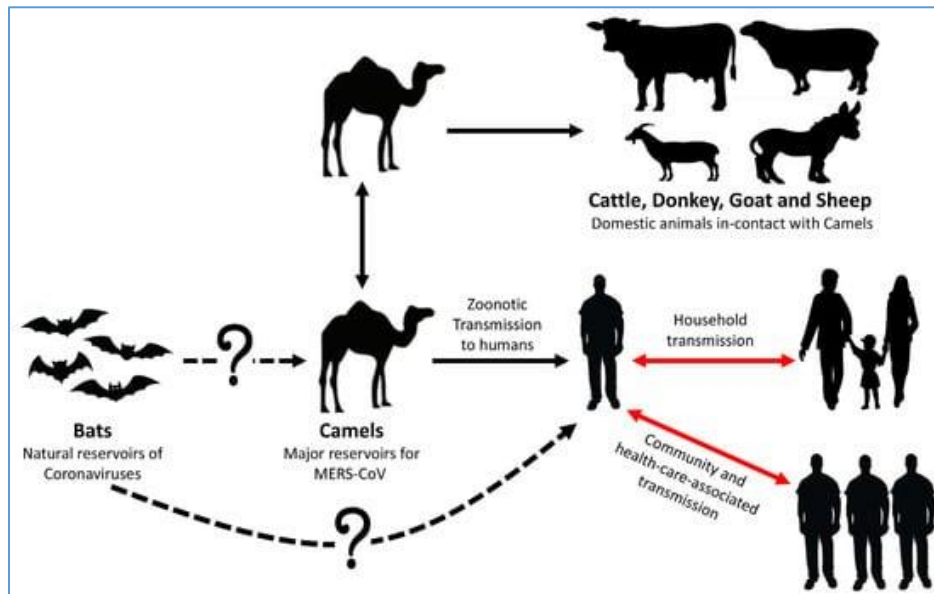 Cattle, Donkey, Goat and Sheep
Domestic animals in-contact with Camels
Zoonotic
Transmission
to humans
Household
transmission
?
Bats
Natural reservoirs of
Coronaviruses
Camels
Major reservoirs for
MERS-CoV
Community and
health-care-associated
transmission
?